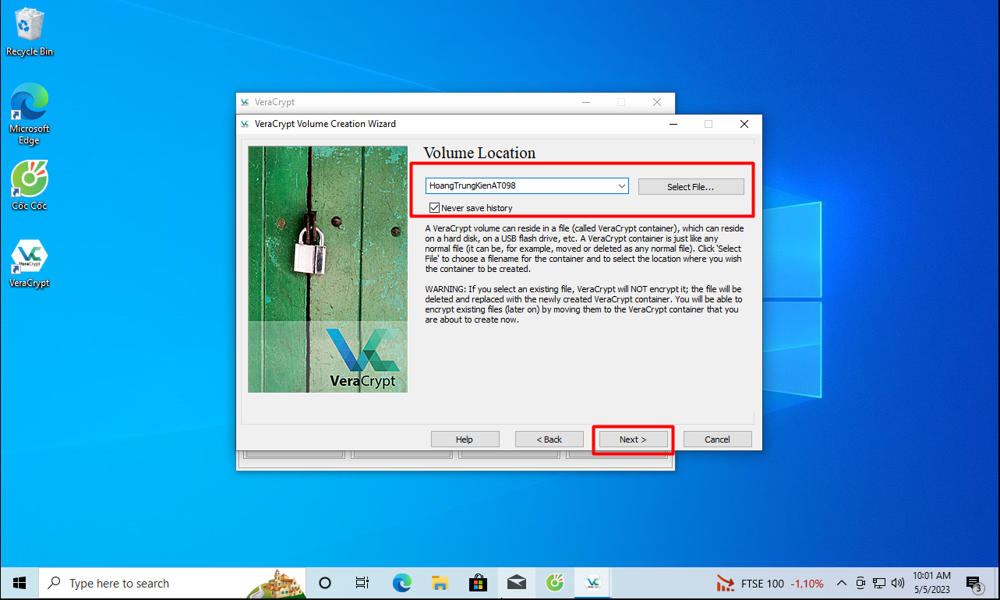 Recycle Bin
Microsoft
Edge
Cốc Cốc
VeraCrypt
VeraCrypt
VeraCrypt
VeraCrypt Volume Creation Wizard
Volume Location
HoangTrungKienAT098
Select File...
Never save history
A VeraCrypt volume can reside in a file (called VeraCrypt container), which can reside
on a hard disk, on a USB flash drive, etc. A VeraCrypt container is just like any
normal file (it can be, for example, moved or deleted as any normal file). Click 'Select
File' to choose a filename for the container and to select the location where you wish
the container to be created.
WARNING: If you select an existing file, VeraCrypt will NOT encrypt it; the file will be
deleted and replaced with the newly created VeraCrypt container. You will be able to
encrypt existing files (later on) by moving them to the VeraCrypt container that you
are about to create now.
VeraCrypt
Help
< Back
Next >
Cancel
Type here to search
FTSE 100 -1,10%
10:01 AM
5/5/2023
3